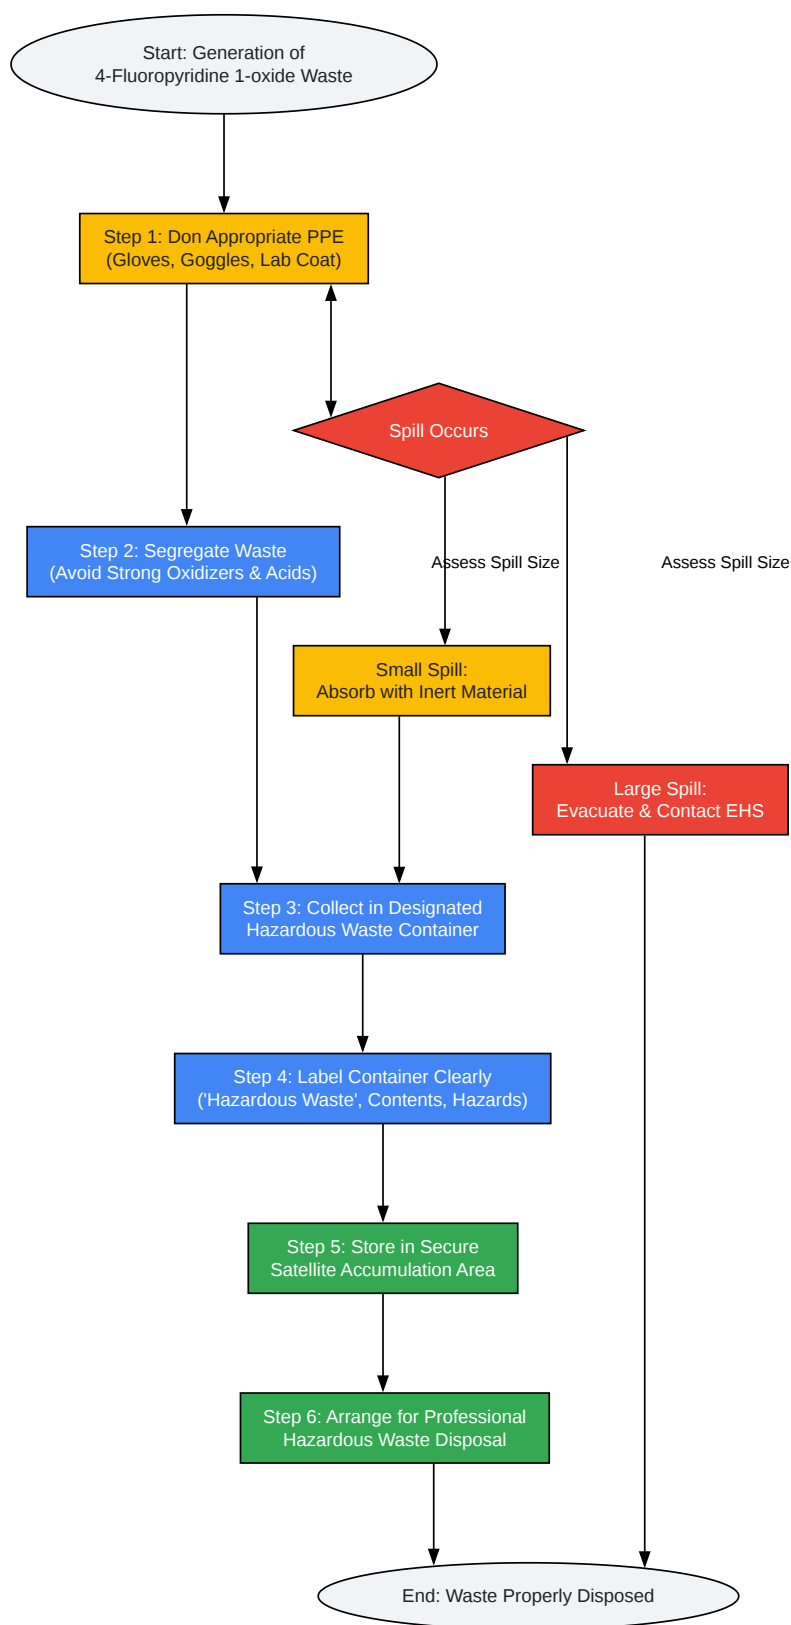 Start: Generation of
4-Fluoropyridine 1-oxide Waste
Step 1: Don Appropriate PPE
(Gloves, Goggles, Lab Coat)
Spill Occurs
Step 2: Segregate Waste
(Avoid Strong Oxidizers & Acids)
Assess Spill Size
Assess Spill Size
Small Spill:
Absorb with Inert Material
Large Spill:
Evacuate & Contact EHS
Step 3: Collect in Designated
Hazardous Waste Container
Step 4: Label Container Clearly
('Hazardous Waste', Contents, Hazards)
Step 5: Store in Secure
Satellite Accumulation Area
Step 6: Arrange for Professional
Hazardous Waste Disposal
End: Waste Properly Disposed